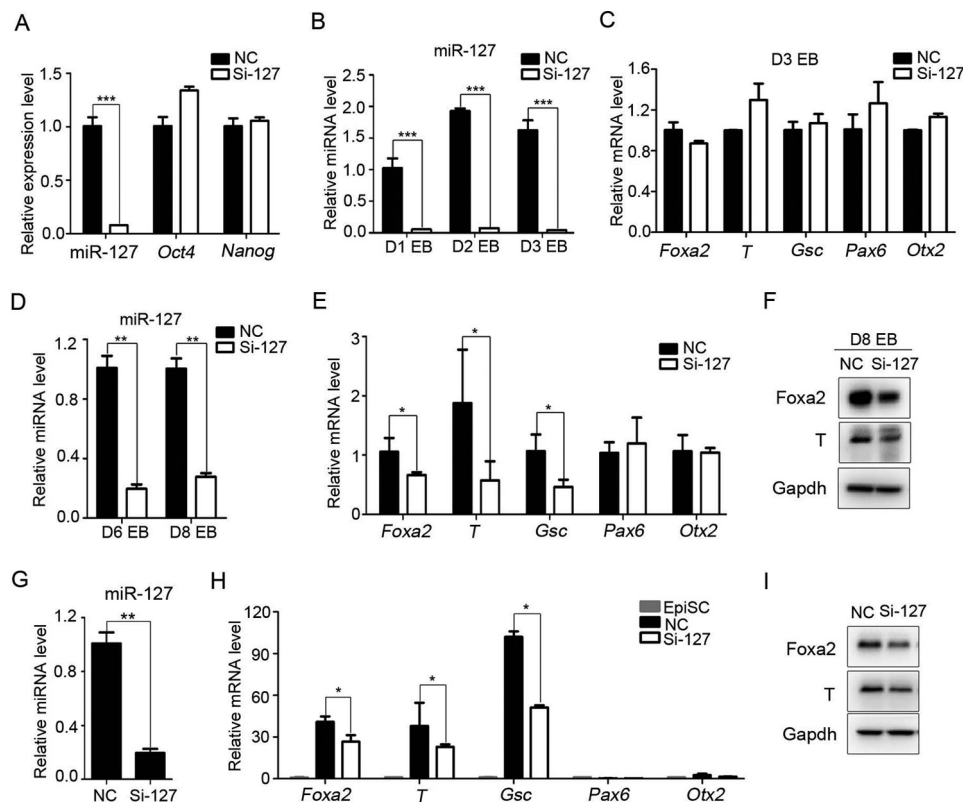 A
NC
Si-127
Relative expression level
1.5
1.0
0.5
0.0
***
miR-127 Oct4 Nanog
B
miR-127
NC
Si-127
Relative miRNA level
2.0
1.5
1.0
0.5
0.0
*** *** ***
D1 EB D2 EB D3 EB
C
D3 EB
NC
Si-127
Relative mRNA level
1.6
1.2
0.8
0.4
0.0
Foxa2 T Gsc Pax6 Otx2
D
miR-127
NC
Si-127
Relative miRNA level
1.2
0.8
0.4
0.0
** **
D6 EB D8 EB
E
NC
Si-127
Relative mRNA level
3
2
1
0
* * *
Foxa2 T Gsc Pax6 Otx2
F
D8 EB
NC Si-127
Foxa2
T
Gapdh
G
miR-127
Relative miRNA level
1.2
0.8
0.4
0.0
**
NC Si-127
H
EpiSC
NC
Si-127
Relative mRNA level
120
90
60
30
0
* * *
Foxa2 T Gsc Pax6 Otx2
I
NC Si-127
Foxa2
T
Gapdh